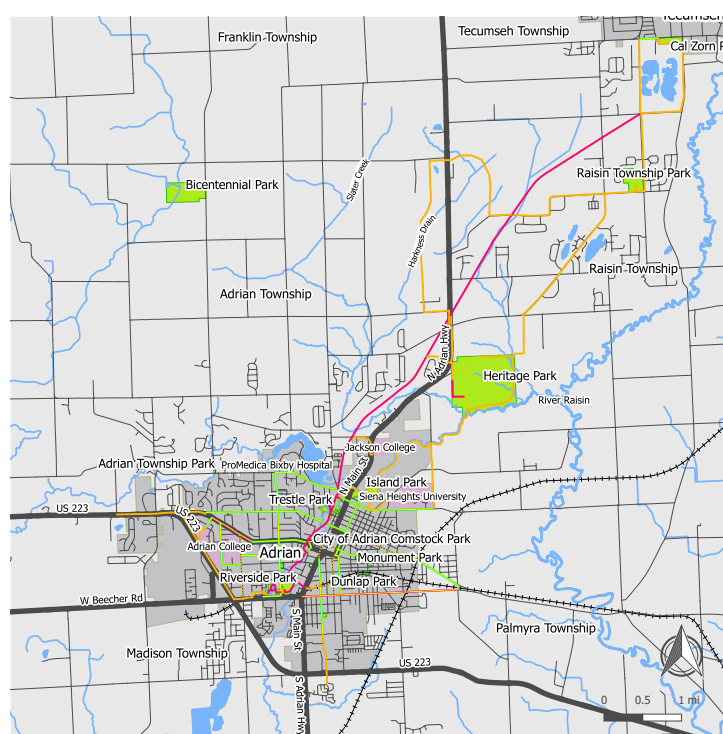 Tecumseh
Franklin Township
Tecumseh Township
Cal Zorn P
Raisin Township Park
Bicentennial Park
Slater Creek
Harkness Drain
Raisin Township
Adrian Township
N Adrian Hwy
Heritage Park
River Raisin
Jackson College
Adrian Township Park
ProMedica Bixby Hospital
N Main St
Island Park
Trestle Park
Siena Heights University
US 223
US 223
City of Adrian Comstock Park
Adrian College
Adrian
Monument Park
Riverside Park
Dunlap Park
W Beecher Rd
S Main St
Palmyra Township
Madison Township
US 223
S Adrian Hwy
0 0.5 1 mi